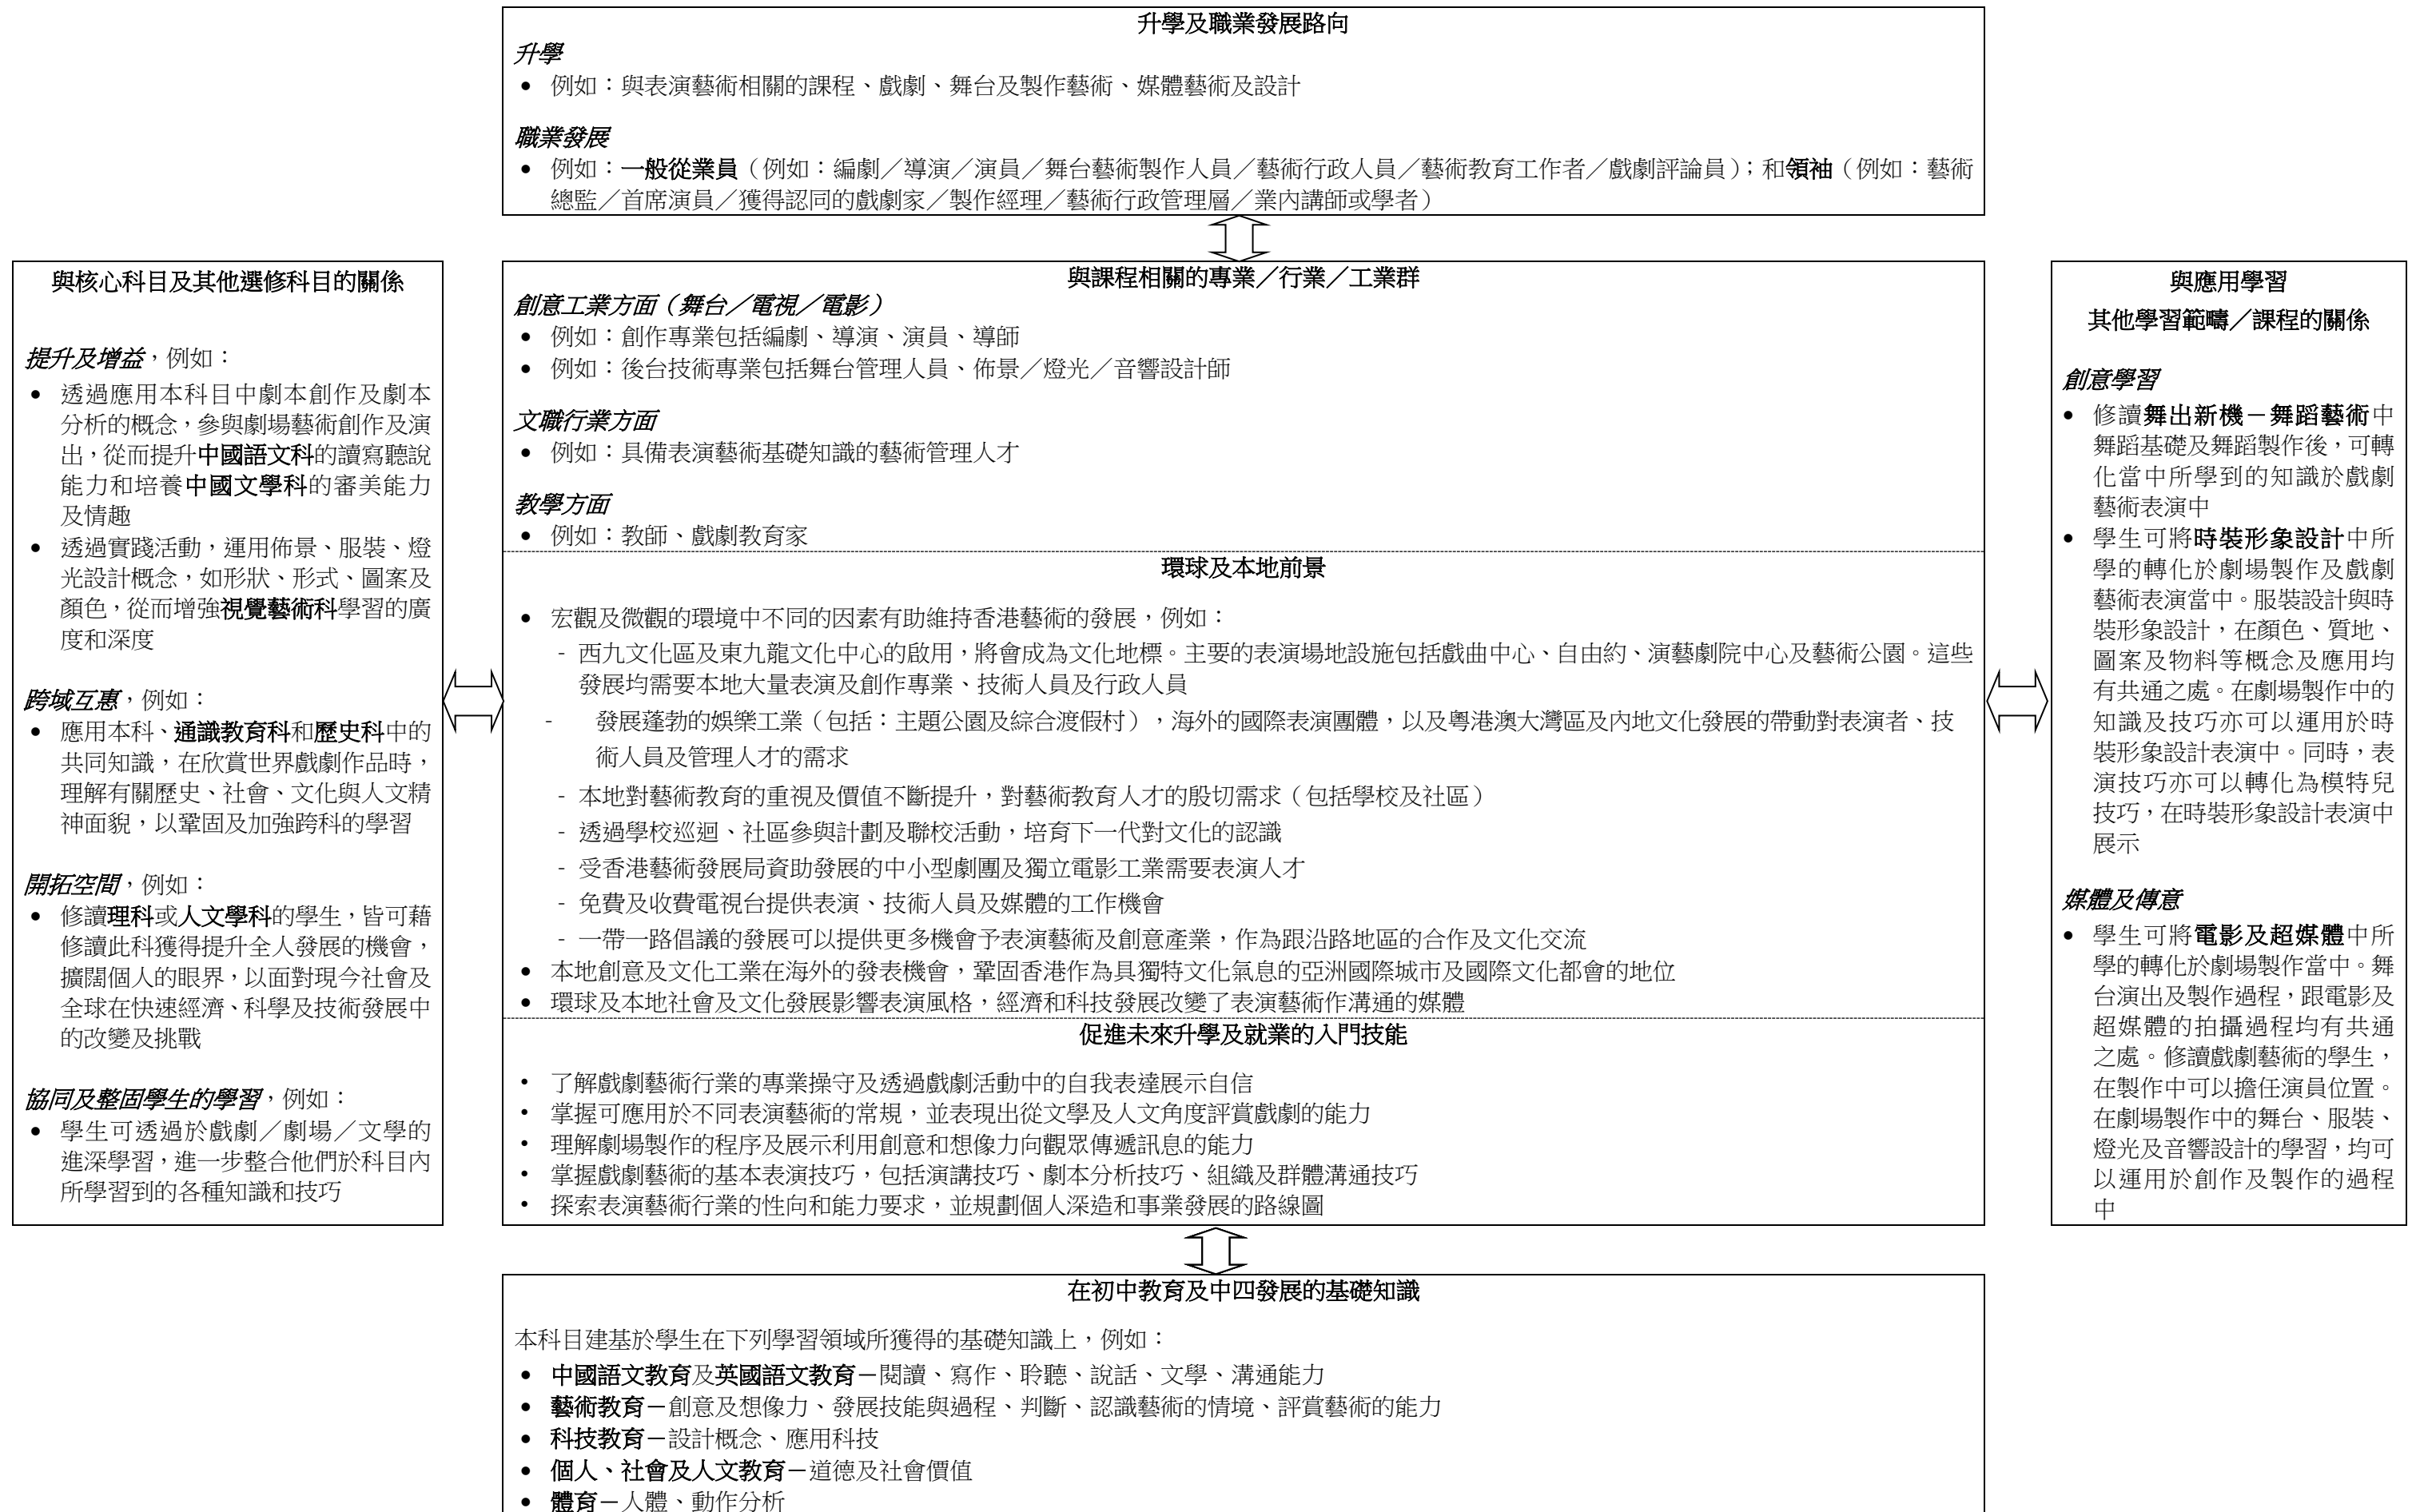 升學及職業發展路向
升學
• 例如：與表演藝術相關的課程、戲劇、舞台及製作藝術、媒體藝術及設計
職業發展
• 例如：一般從業員（例如：編劇／導演／演員／舞台藝術製作人員／藝術行政人員／藝術教育工作者／戲劇評論員）；和領袖（例如：藝術
總監／首席演員／獲得認同的戲劇家／製作經理／藝術行政管理層／業內講師或學者）
與核心科目及其他選修科目的關係
提升及增益，例如：
• 透過應用本科目中劇本創作及劇本
分析的概念，參與劇場藝術創作及演
出，從而提升中國語文科的讀寫聽說
能力和培養中國文學科的審美能力
及情趣
• 透過實踐活動，運用佈景、服裝、燈
光設計概念，如形狀、形式、圖案及
顏色，從而增強視覺藝術科學習的廣
度和深度
跨域互惠，例如：
• 應用本科、通識教育科和歷史科中的
共同知識，在欣賞世界戲劇作品時，
理解有關歷史、社會、文化與人文精
神面貌，以鞏固及加強跨科的學習
開拓空間，例如：
• 修讀理科或人文學科的學生，皆可藉
修讀此科獲得提升全人發展的機會，
擴闊個人的眼界，以面對現今社會及
全球在快速經濟、科學及技術發展中
的改變及挑戰
協同及整固學生的學習，例如：
• 學生可透過於戲劇／劇場／文學的
進深學習，進一步整合他們於科目內
所學習到的各種知識和技巧
與課程相關的專業／行業／工業群
創意工業方面（舞台／電視／電影）
• 例如：創作專業包括編劇、導演、演員、導師
• 例如：後台技術專業包括舞台管理人員、佈景／燈光／音響設計師
文職行業方面
• 例如：具備表演藝術基礎知識的藝術管理人才
教學方面
• 例如：教師、戲劇教育家
環球及本地前景
• 宏觀及微觀的環境中不同的因素有助維持香港藝術的發展，例如：
- 西九文化區及東九龍文化中心的啟用，將會成為文化地標。主要的表演場地設施包括戲曲中心、自由約、演藝劇院中心及藝術公園。這些
發展均需要本地大量表演及創作專業、技術人員及行政人員
- 發展蓬勃的娛樂工業（包括：主題公園及綜合渡假村），海外的國際表演團體，以及粵港澳大灣區及內地文化發展的帶動對表演者、技
術人員及管理人才的需求
- 本地對藝術教育的重視及價值不斷提升，對藝術教育人才的殷切需求（包括學校及社區）
- 透過學校巡迴、社區參與計劃及聯校活動，培育下一代對文化的認識
- 受香港藝術發展局資助發展的中小型劇團及獨立電影工業需要表演人才
- 免費及收費電視台提供表演、技術人員及媒體的工作機會
- 一帶一路倡議的發展可以提供更多機會予表演藝術及創意產業，作為跟沿路地區的合作及文化交流
• 本地創意及文化工業在海外的發表機會，鞏固香港作為具獨特文化氣息的亞洲國際城市及國際文化都會的地位
• 環球及本地社會及文化發展影響表演風格，經濟和科技發展改變了表演藝術作溝通的媒體
促進未來升學及就業的入門技能
• 了解戲劇藝術行業的專業操守及透過戲劇活動中的自我表達展示自信
• 掌握可應用於不同表演藝術的常規，並表現出從文學及人文角度評賞戲劇的能力
• 理解劇場製作的程序及展示利用創意和想像力向觀眾傳遞訊息的能力
• 掌握戲劇藝術的基本表演技巧，包括演講技巧、劇本分析技巧、組織及群體溝通技巧
• 探索表演藝術行業的性向和能力要求，並規劃個人深造和事業發展的路線圖
與應用學習
其他學習範疇／課程的關係
創意學習
• 修讀舞出新機－舞蹈藝術中
舞蹈基礎及舞蹈製作後，可轉
化當中所學到的知識於戲劇
藝術表演中
• 學生可將時裝形象設計中所
學的轉化於劇場製作及戲劇
藝術表演當中。服裝設計與時
裝形象設計，在顏色、質地、
圖案及物料等概念及應用均
有共通之處。在劇場製作中的
知識及技巧亦可以運用於時
裝形象設計表演中。同時，表
演技巧亦可以轉化為模特兒
技巧，在時裝形象設計表演中
展示
媒體及傳意
• 學生可將電影及超媒體中所
學的轉化於劇場製作當中。舞
台演出及製作過程，跟電影及
超媒體的拍攝過程均有共通
之處。修讀戲劇藝術的學生，
在製作中可以擔任演員位置。
在劇場製作中的舞台、服裝、
燈光及音響設計的學習，均可
以運用於創作及製作的過程
中
在初中教育及中四發展的基礎知識
本科目建基於學生在下列學習領域所獲得的基礎知識上，例如：
• 中國語文教育及英國語文教育－閱讀、寫作、聆聽、說話、文學、溝通能力
• 藝術教育－創意及想像力、發展技能與過程、判斷、認識藝術的情境、評賞藝術的能力
• 科技教育－設計概念、應用科技
• 個人、社會及人文教育－道德及社會價值
• 體育－人體、動作分析